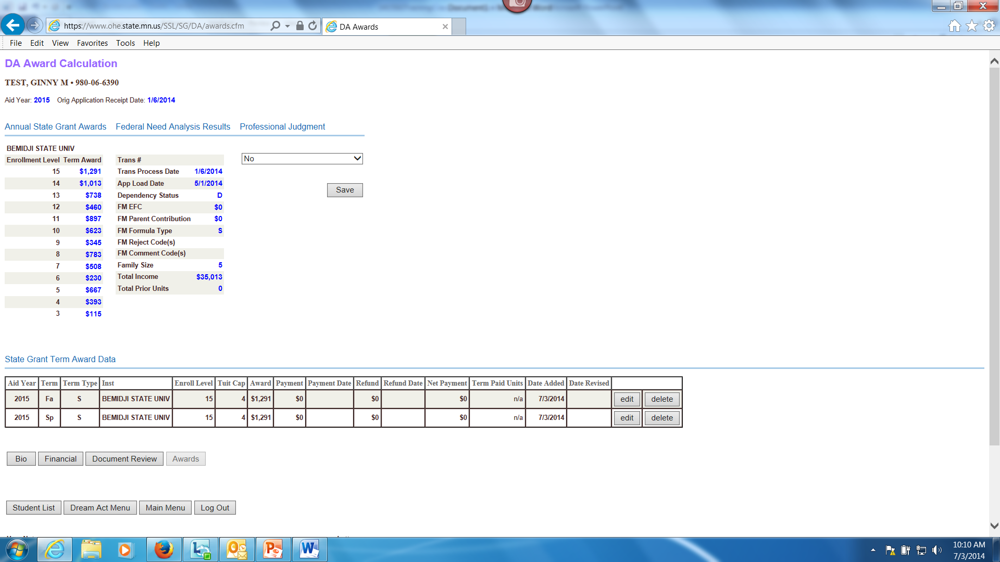 https://www.ohe.state.mn.us/SSL/SG/DA/awards.cfm
DA Awards
File Edit View Favorites Tools Help
DA Award Calculation
TEST, GINNY M • 980-06-6390
Aid Year: 2015 Orig Application Receipt Date: 1/6/2014
Annual State Grant Awards Federal Need Analysis Results Professional Judgment
BEMIDJI STATE UNIV
Enrollment Level Term Award
15 $1,291
14 $1,013
13 $738
12 $460
11 $897
10 $623
9 $345
8 $783
7 $508
6 $230
5 $667
4 $393
3 $115
Trans #
Trans Process Date 1/6/2014
App Load Date 5/1/2014
Dependency Status D
FM EFC $0
FM Parent Contribution $0
FM Formula Type S
FM Reject Code(s)
FM Comment Code(s)
Family Size 5
Total Income $35,013
Total Prior Units 0
No
Save
State Grant Term Award Data
Aid Year Term Term Type Inst Enroll Level Tuit Cap Award Payment Payment Date Refund Refund Date Net Payment Term Paid Units Date Added Date Revised
2015 Fa S BEMIDJI STATE UNIV 15 4 $1,291 $0 $0 $0 n/a 7/3/2014 edit delete
2015 Sp S BEMIDJI STATE UNIV 15 4 $1,291 $0 $0 $0 n/a 7/3/2014 edit delete
Bio Financial Document Review Awards
Student List Dream Act Menu Main Menu Log Out
10:10 AM
7/3/2014